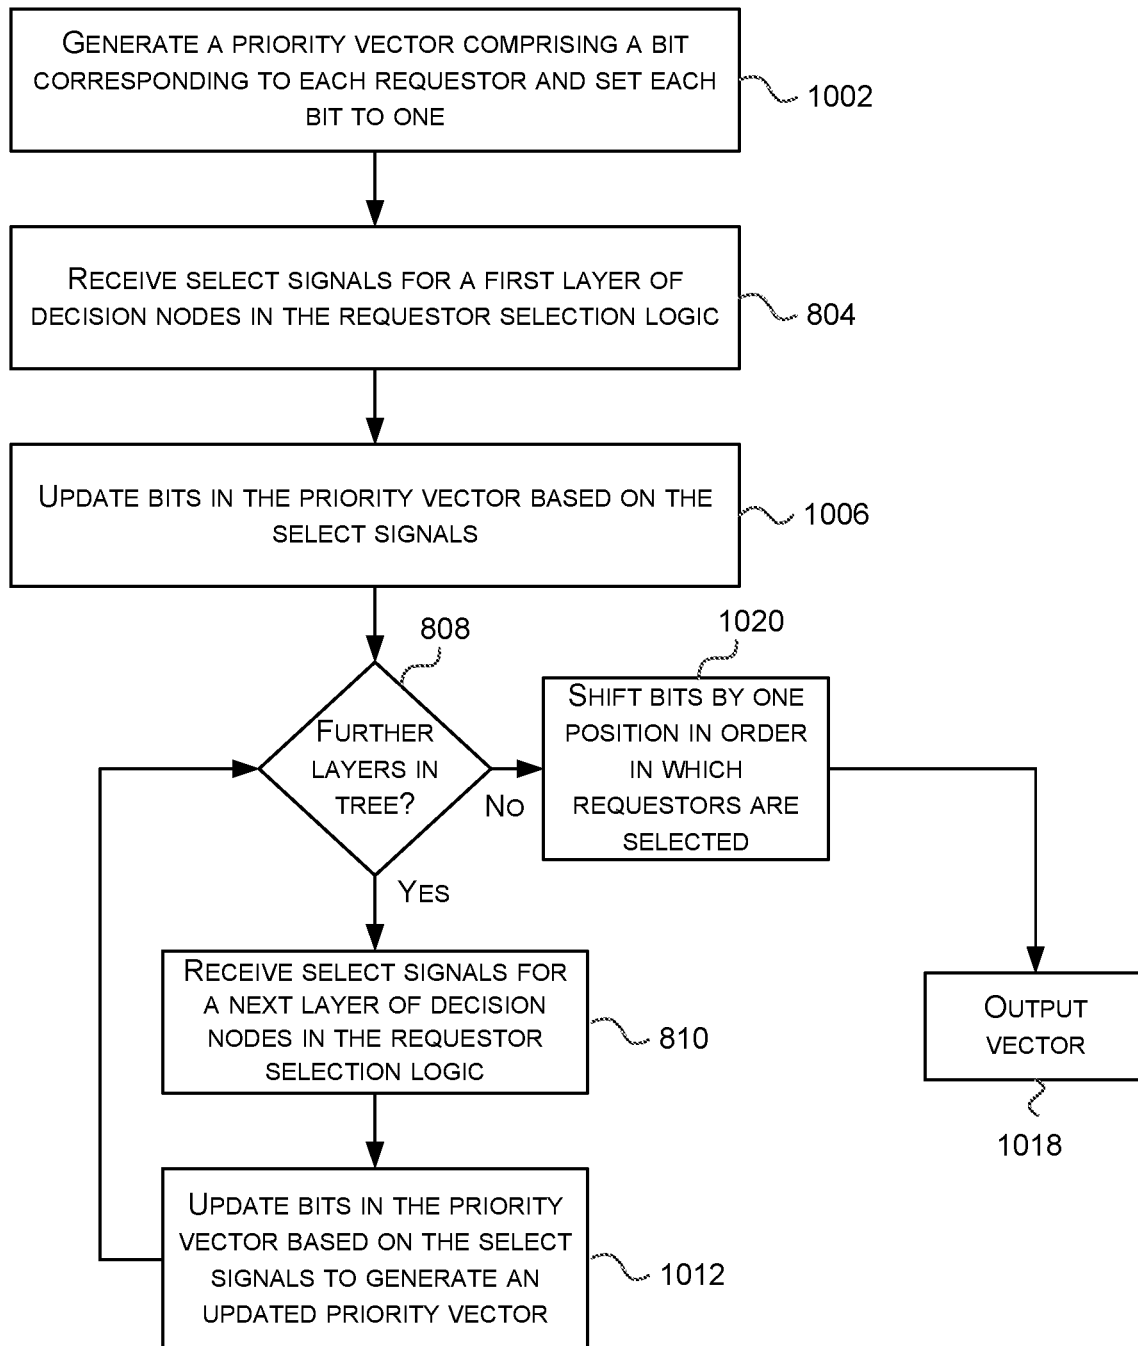 GENERATE A PRIORITY VECTOR COMPRISING A BIT
CORRESPONDING TO EACH REQUESTOR AND SET EACH
BIT TO ONE
1002
RECEIVE SELECT SIGNALS FOR A FIRST LAYER OF
DECISION NODES IN THE REQUESTOR SELECTION LOGIC
804
UPDATE BITS IN THE PRIORITY VECTOR BASED ON THE
SELECT SIGNALS
1006
808
FURTHER
LAYERS IN
TREE?
NO
YES
1020
SHIFT BITS BY ONE
POSITION IN ORDER
IN WHICH
REQUESTORS ARE
SELECTED
RECEIVE SELECT SIGNALS FOR
A NEXT LAYER OF DECISION
NODES IN THE REQUESTOR
SELECTION LOGIC
810
OUTPUT
VECTOR
1018
UPDATE BITS IN THE PRIORITY
VECTOR BASED ON THE SELECT
SIGNALS TO GENERATE AN
UPDATED PRIORITY VECTOR
1012